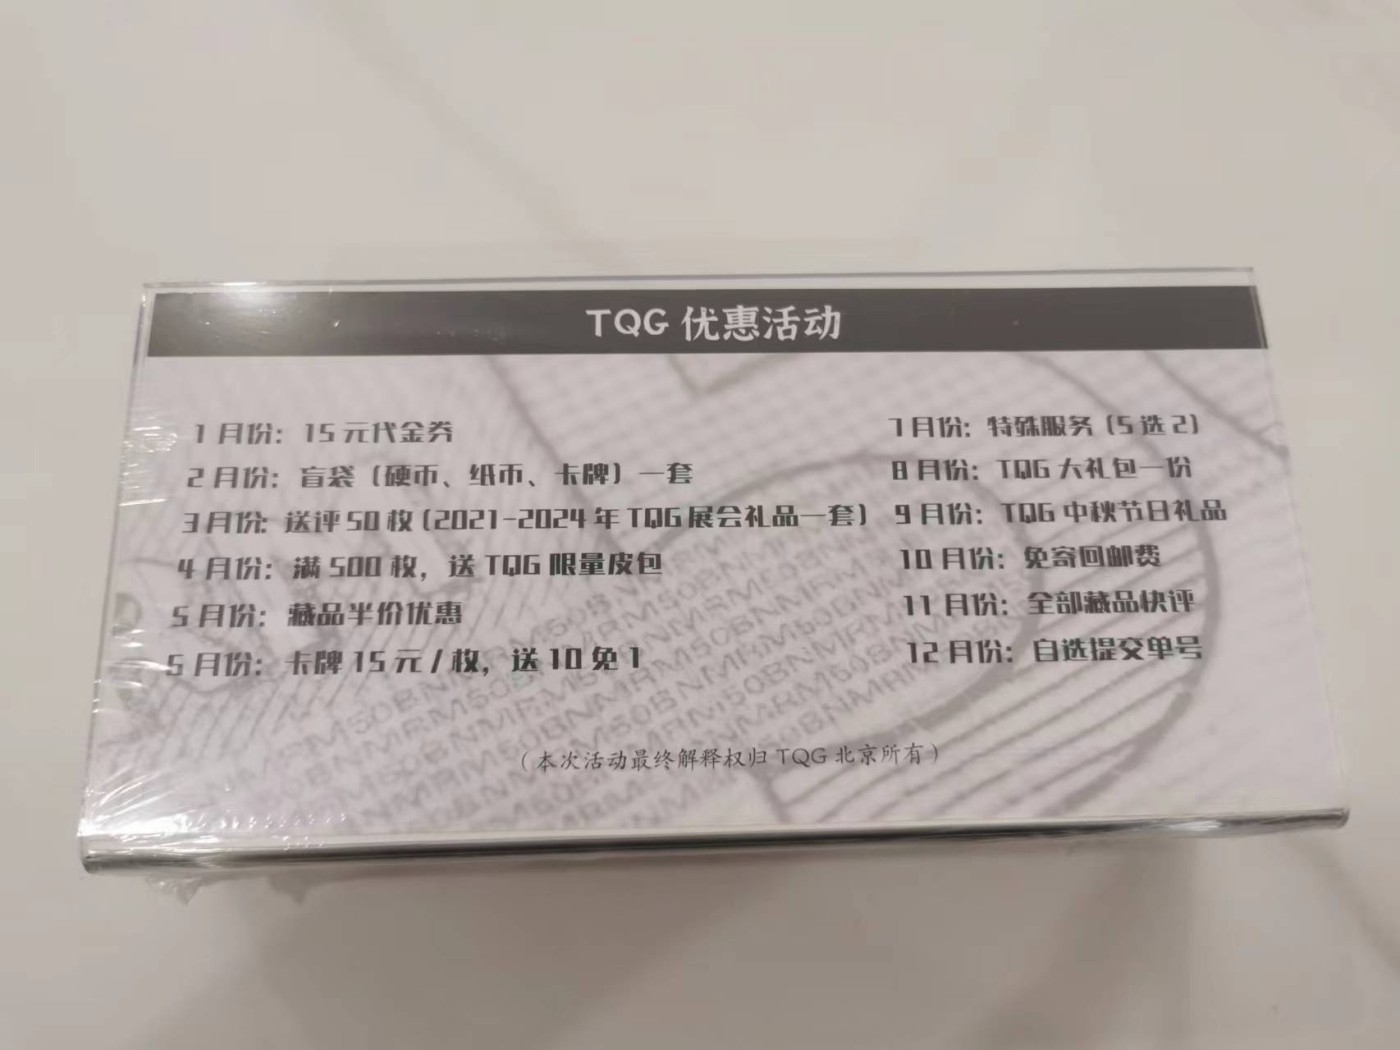 TQG 优惠活动
1 月份：15 元代金券
2 月份：盲袋（硬币、纸币、卡牌）一套
3 月份：送评 50 枚（2021-2024 年 TQG 展会礼品一套）
4 月份：满 500 枚，送 TQG 限量皮包
5 月份：藏品半价优惠
5 月份：卡牌 15 元 / 枚，送 10 免 1
7 月份：特殊服务（5 选 2）
8 月份：TQG 大礼包一份
9 月份：TQG 中秋节日礼品
10 月份：免寄回邮费
11 月份：全部藏品快评
12 月份：自选提交单号
（本次活动最终解释权归 TQG 北京所有）